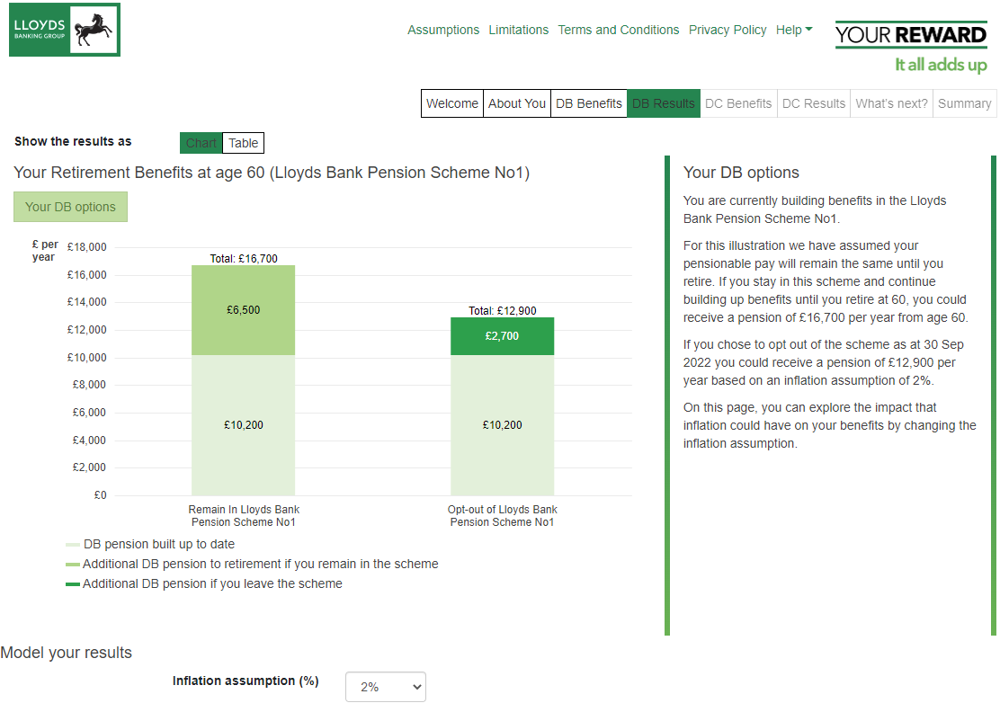 LLOYDS
BANKING GROUP
Assumptions Limitations Terms and Conditions Privacy Policy Help
YOUR REWARD
It all adds up
Welcome About You DB Benefits DB Results DC Benefits DC Results What's next? Summary
Show the results as Chart Table
Your Retirement Benefits at age 60 (Lloyds Bank Pension Scheme No1)
Your DB options
£ per
year
£18,000
£16,000
£14,000
£12,000
£10,000
£8,000
£6,000
£4,000
£2,000
£0
Total: £16,700
£6,500
£10,200
Total: £12,900
£2,700
£10,200
Remain In Lloyds Bank
Pension Scheme No1
Opt-out of Lloyds Bank
Pension Scheme No1
DB pension built up to date
Additional DB pension to retirement if you remain in the scheme
Additional DB pension if you leave the scheme
Your DB options
You are currently building benefits in the Lloyds
Bank Pension Scheme No1.
For this illustration we have assumed your
pensionable pay will remain the same until you
retire. If you stay in this scheme and continue
building up benefits until you retire at 60, you could
receive a pension of £16,700 per year from age 60.
If you chose to opt out of the scheme as at 30 Sep
2022 you could receive a pension of £12,900 per
year based on an inflation assumption of 2%.
On this page, you can explore the impact that
inflation could have on your benefits by changing the
inflation assumption.
Model your results
Inflation assumption (%) 2%